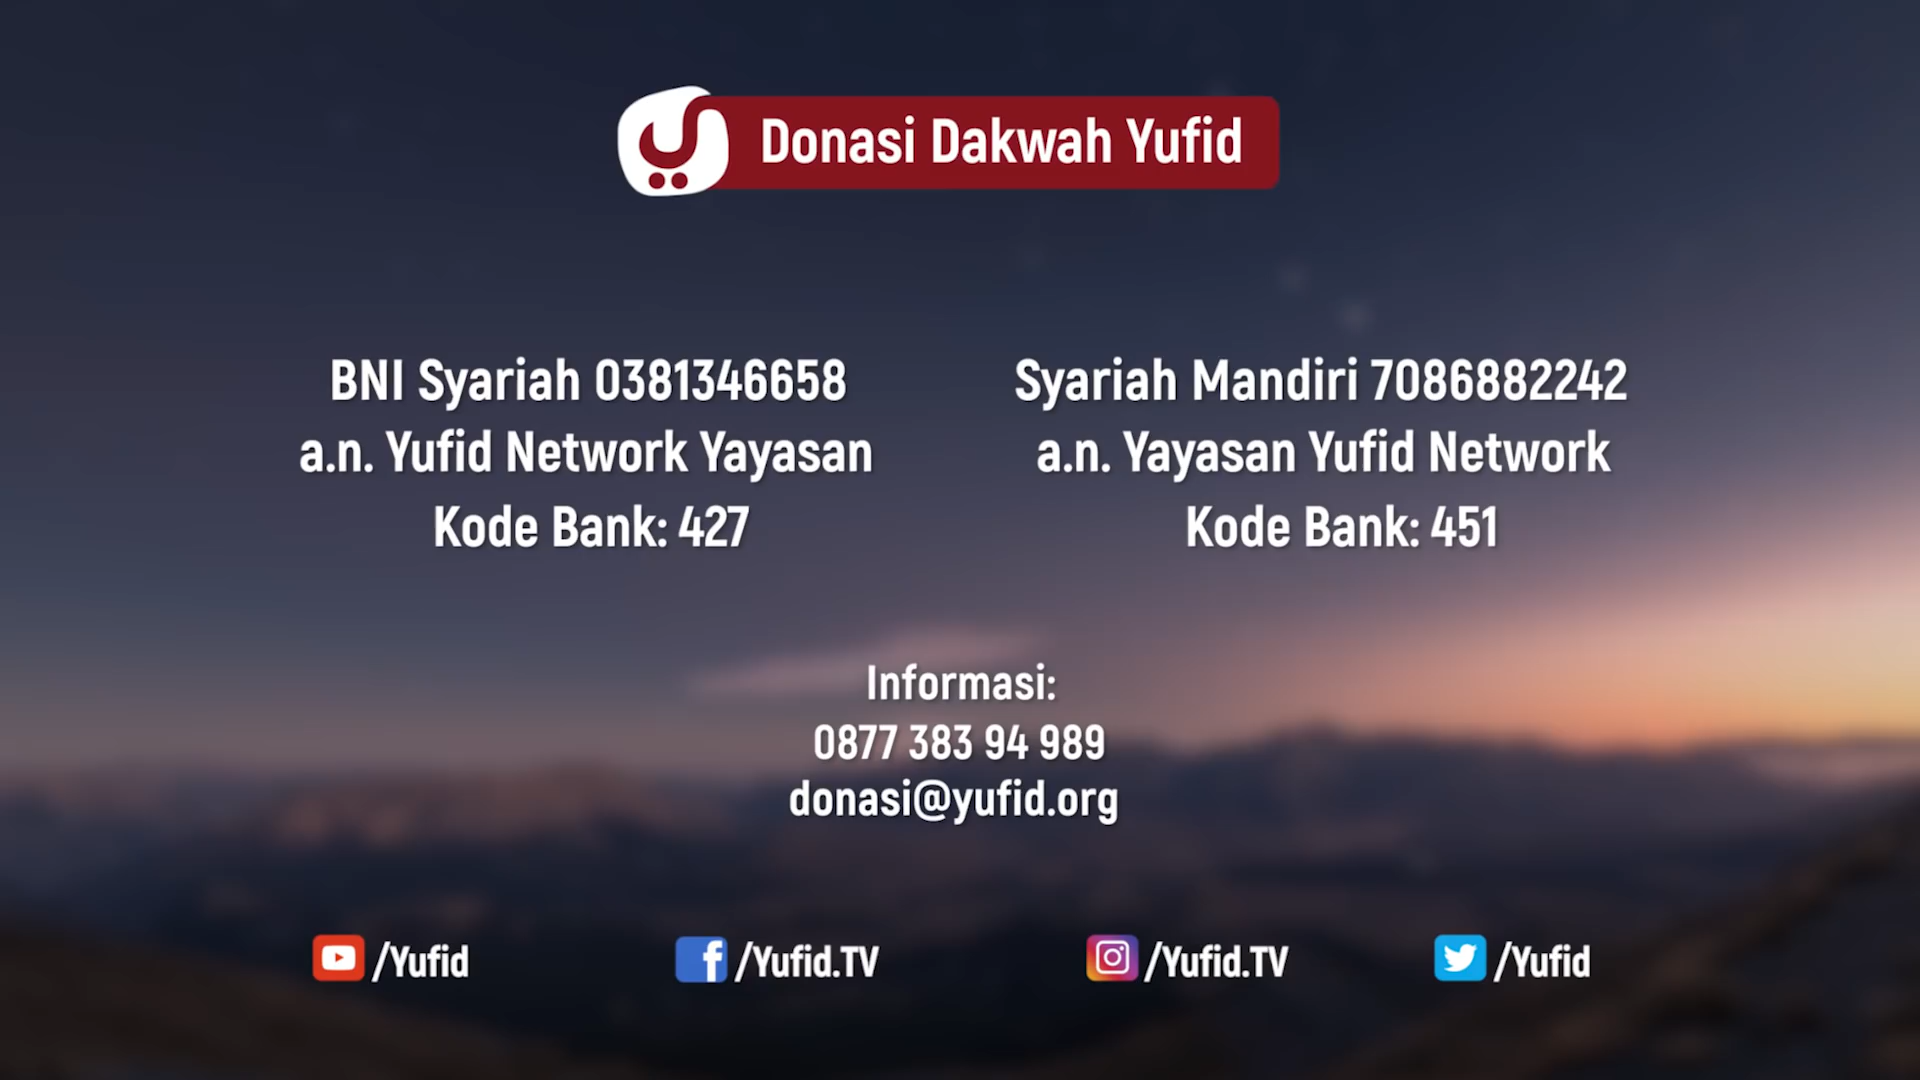 Donasi Dakwah Yufid
BNI Syariah 0381346658
a.n. Yufid Network Yayasan
Kode Bank: 427
Syariah Mandiri 7086882242
a.n. Yayasan Yufid Network
Kode Bank: 451
Informasi:
0877 383 94 989
donasi@yufid.org
/Yufid
/Yufid.TV
/Yufid.TV
/Yufid